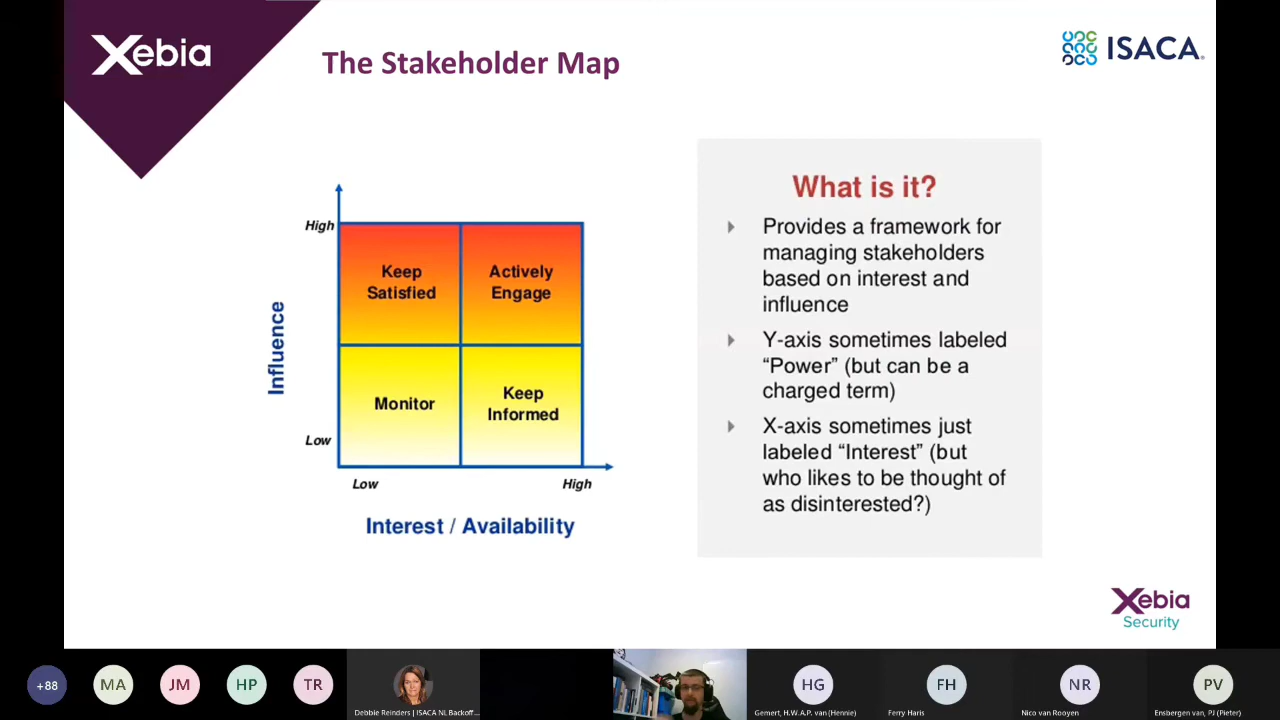 Xebia
The Stakeholder Map
ISACA
High
Keep
Satisfied
Actively
Engage
Influence
Monitor
Keep
Informed
Low
Low
High
Interest / Availability
What is it?
Provides a framework for
managing stakeholders
based on interest and
influence
Y-axis sometimes labeled
“Power” (but can be a
charged term)
X-axis sometimes just
labeled “Interest” (but
who likes to be thought of
as disinterested?)
Xebia
Security
+88
MA
JM
HP
TR
Debbie Reinders | ISACA NL Backoff...
HG
Gemert, H.W.A.P. van (Hennie)
FH
Ferry Haris
NR
Nico van Rooyen
PV
Ensbergen van, PJ (Pieter)